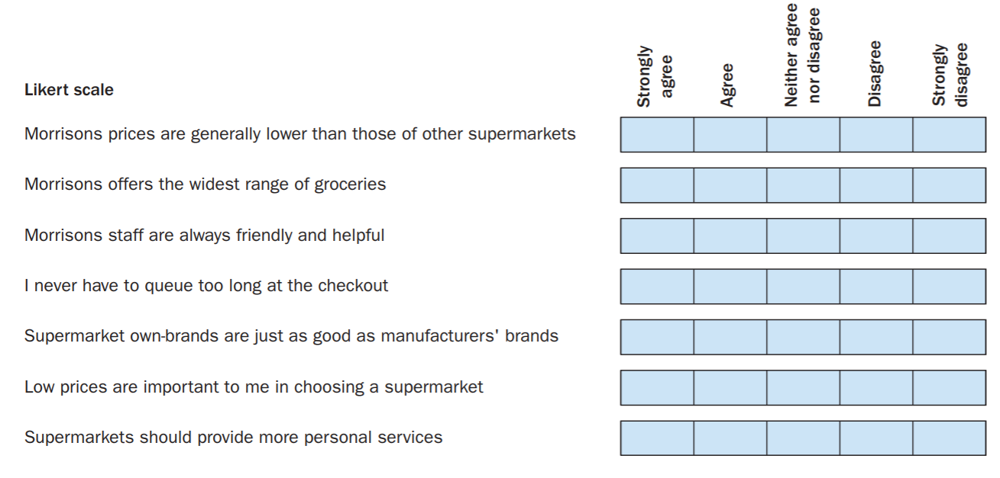 Strongly
agree
Agree
Neither agree
nor disagree
Disagree
Strongly
disagree
Likert scale
Morrisons prices are generally lower than those of other supermarkets
Morrisons offers the widest range of groceries
Morrisons staff are always friendly and helpful
I never have to queue too long at the checkout
Supermarket own-brands are just as good as manufacturers' brands
Low prices are important to me in choosing a supermarket
Supermarkets should provide more personal services